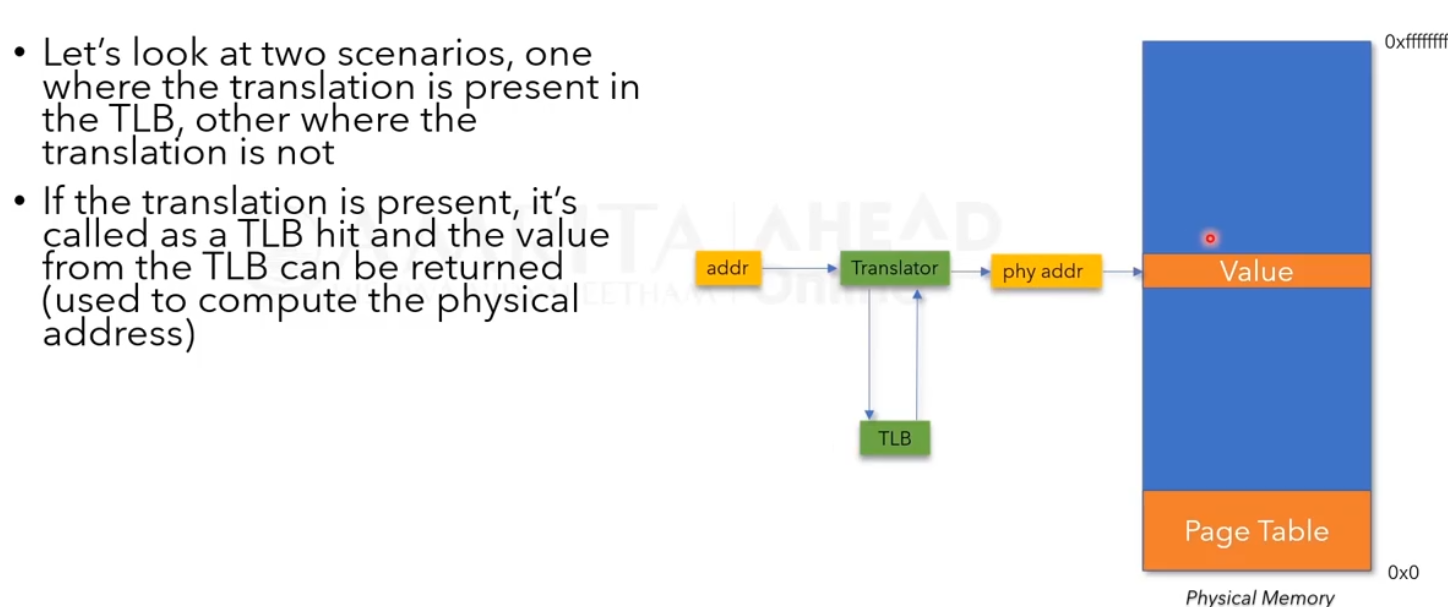 • Let's look at two scenarios, one
where the translation is present in
the TLB, other where the
translation is not
• If the translation is present, it's
called as a TLB hit and the value
from the TLB can be returned
(used to compute the physical
address)
AMRITA AHEAD
Online
addr
Translator
phy addr
TLB
0xffffffff
Value
Page Table
0x0
Physical Memory